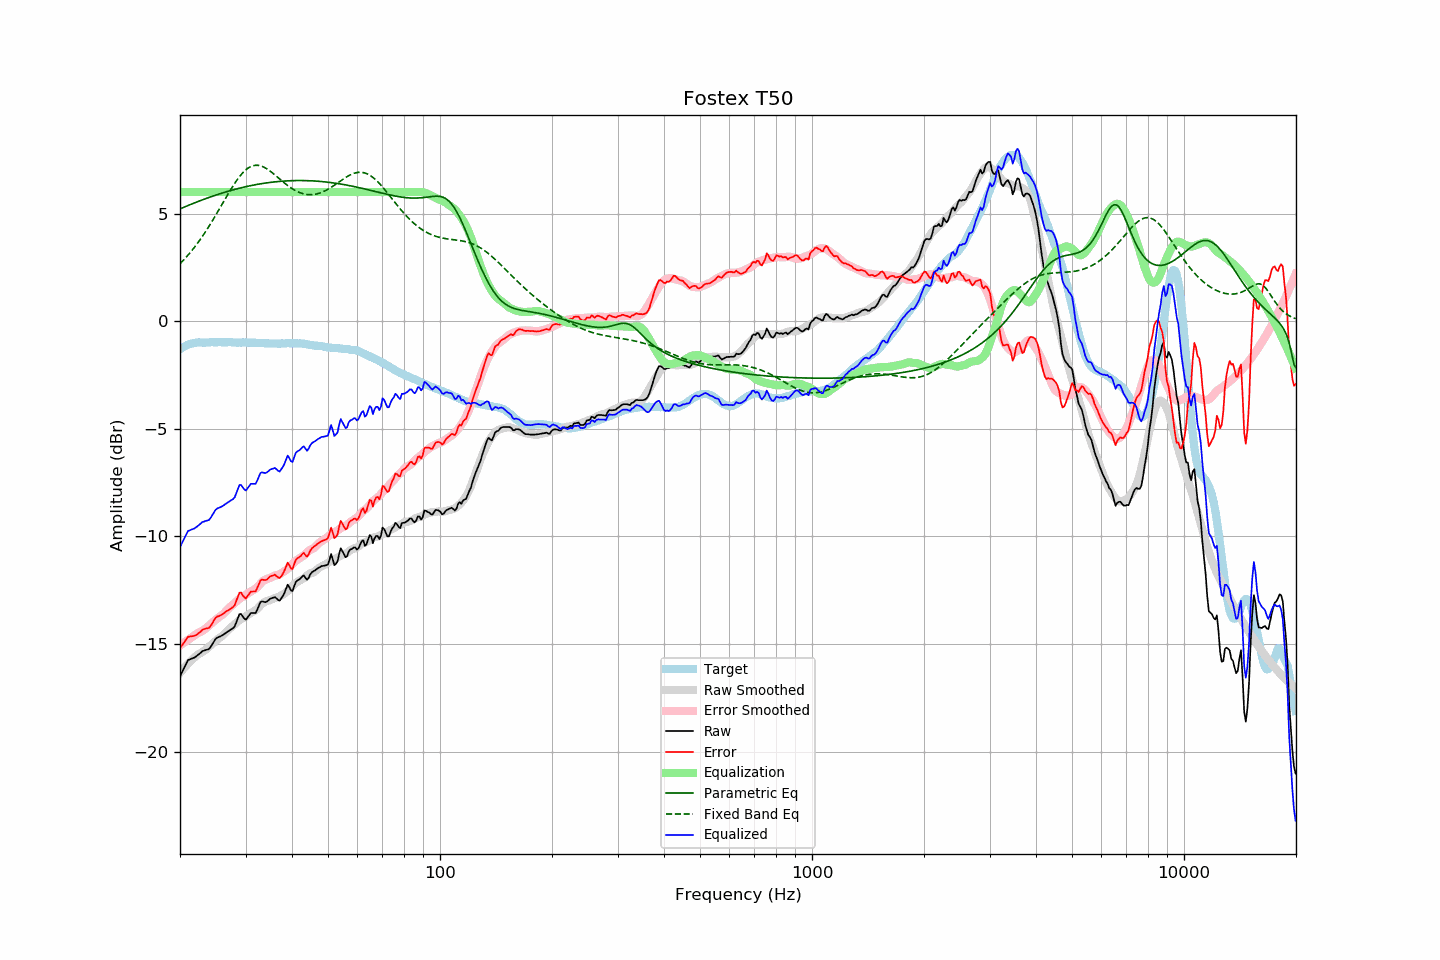 Fostex T50
Amplitude (dBr)
5
0
−5
−10
−15
−20
Target
Raw Smoothed
Error Smoothed
Raw
Error
Equalization
Parametric Eq
Fixed Band Eq
Equalized
100
1000
10000
Frequency (Hz)